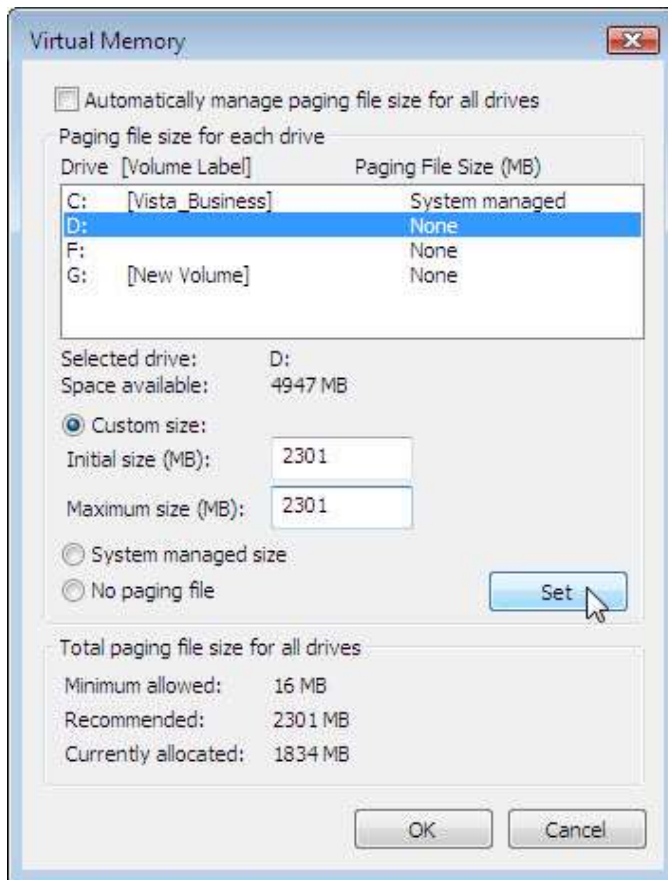 Virtual Memory
Automatically manage paging file size for all drives
Paging file size for each drive
Drive [Volume Label] Paging File Size (MB)
C: [Vista_Business] System managed
D: None
F: None
G: [New Volume] None
Selected drive: D:
Space available: 4947 MB
Custom size:
Initial size (MB): 2301
Maximum size (MB): 2301
System managed size
No paging file
Set
Total paging file size for all drives
Minimum allowed: 16 MB
Recommended: 2301 MB
Currently allocated: 1834 MB
OK Cancel